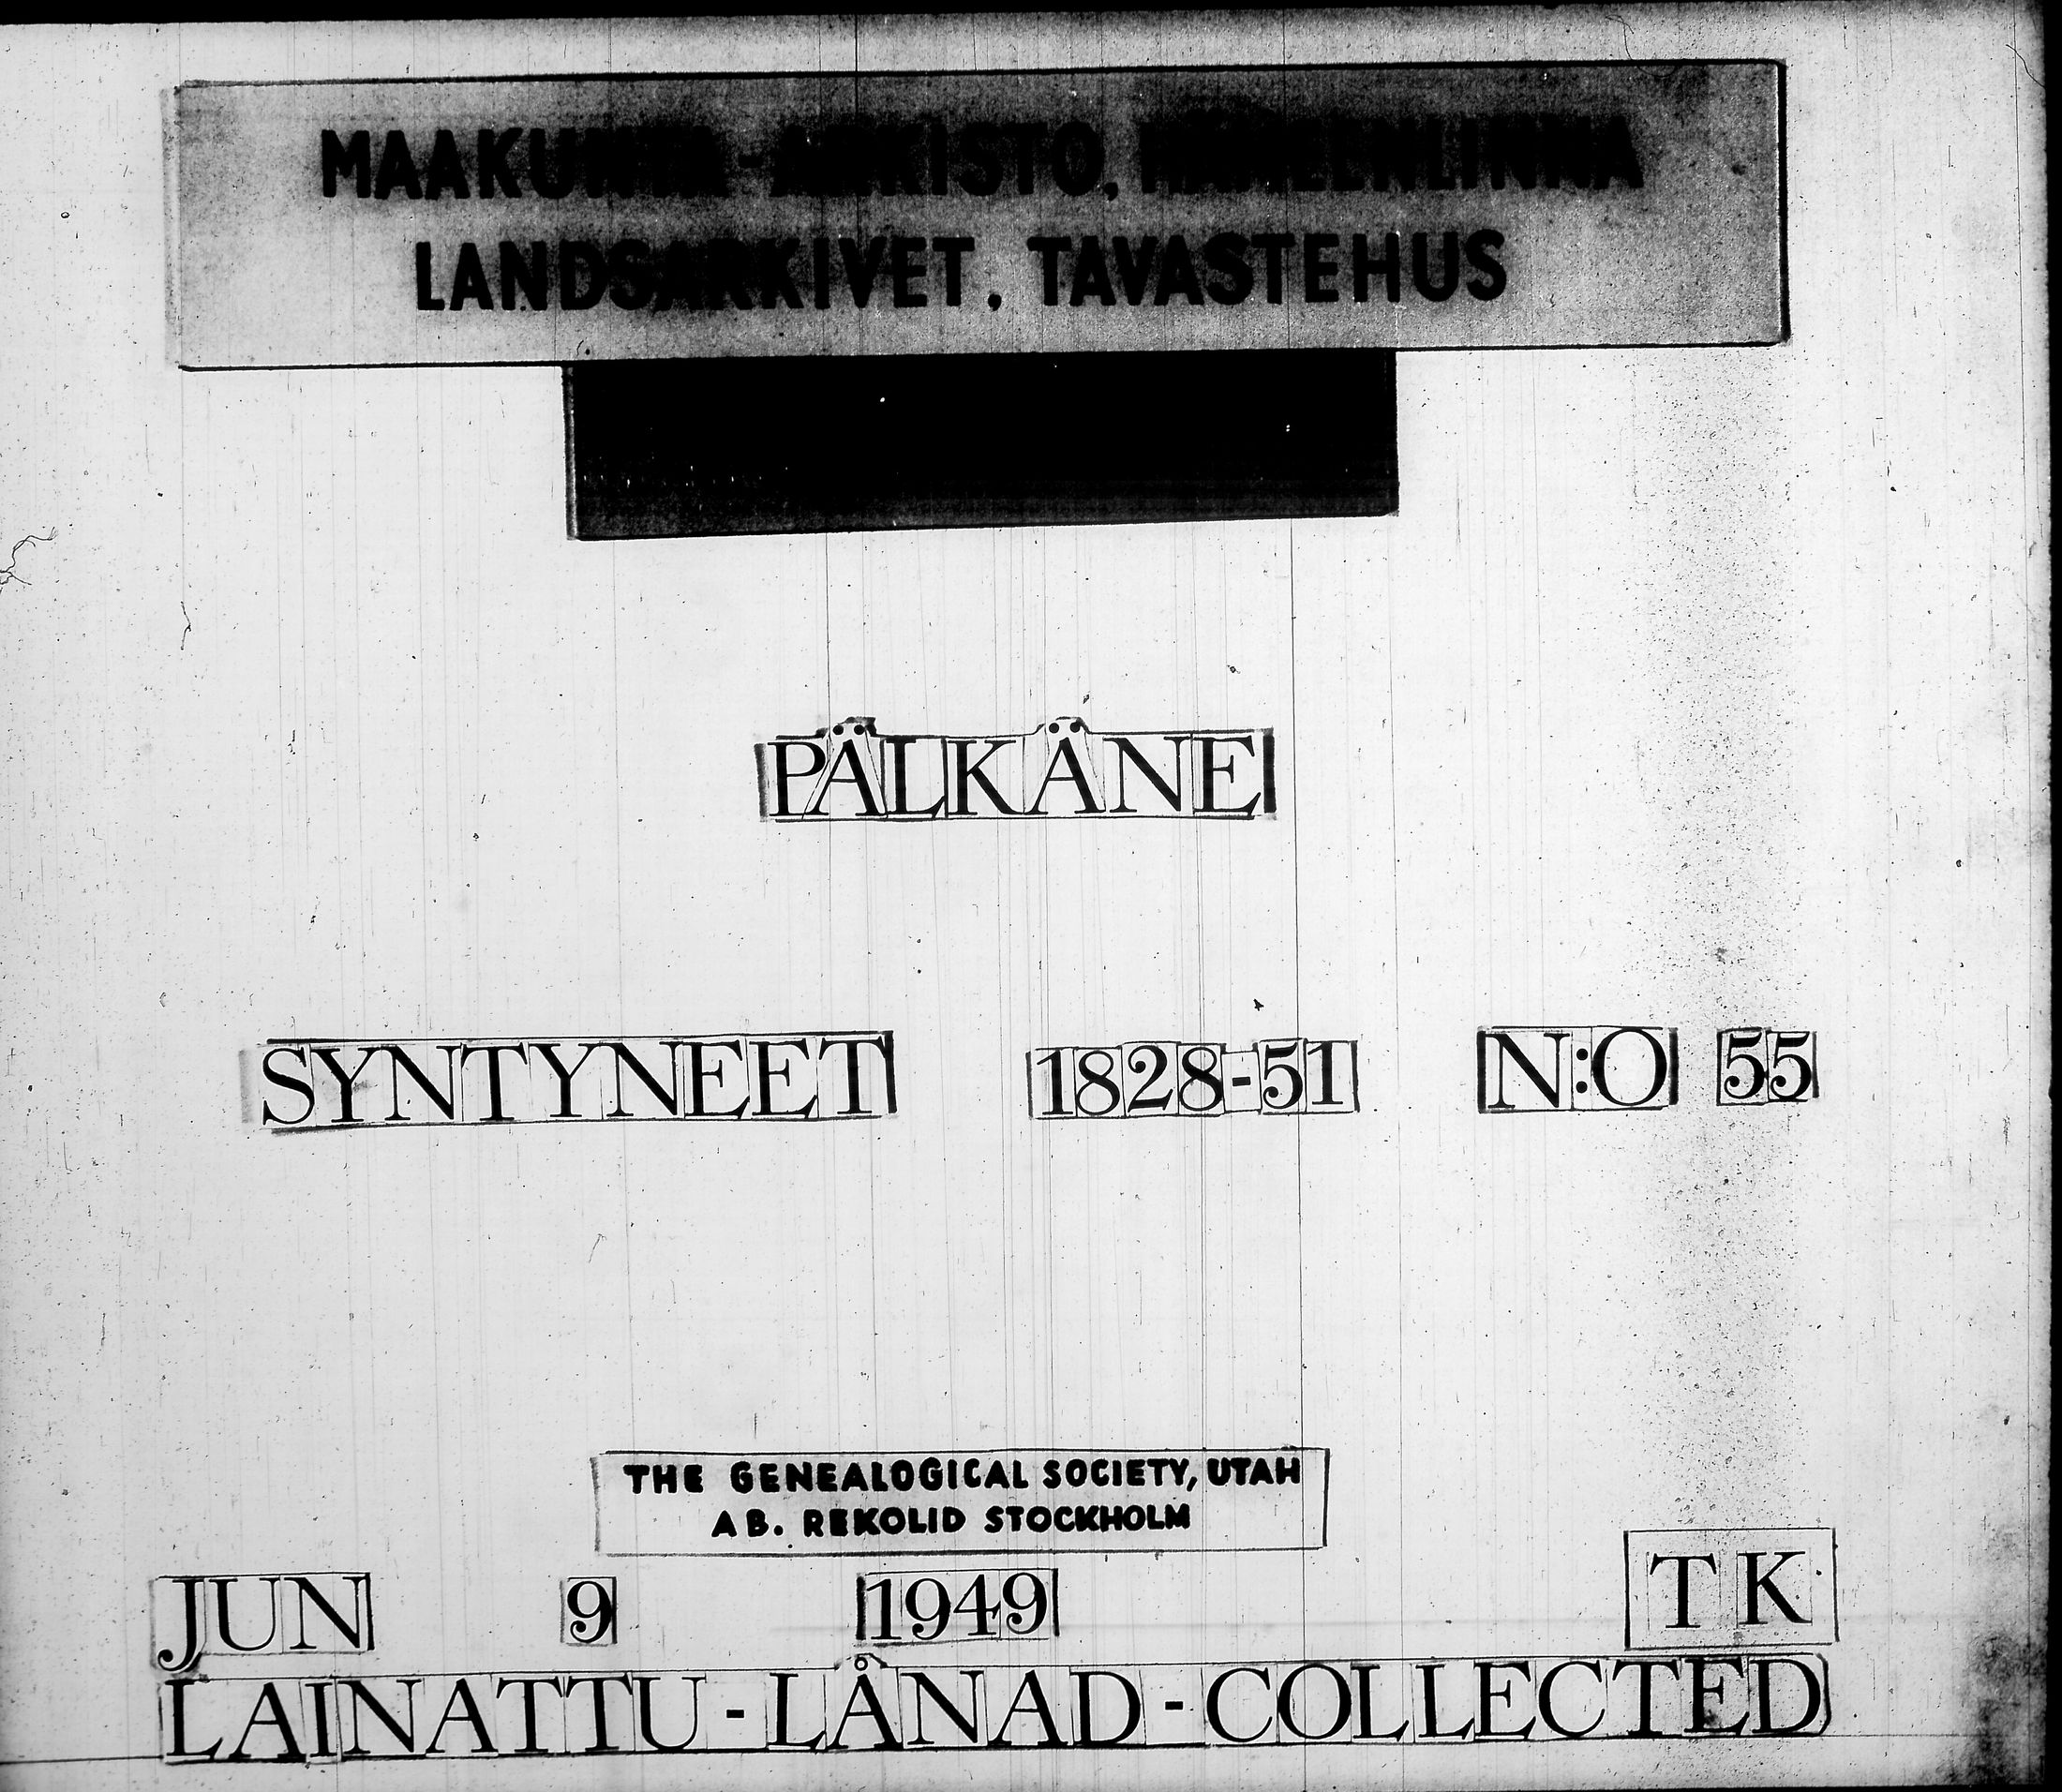 MAAKUNTA-ARKISTO, HÄMEENLINNA
LANDSARKIVET, TAVASTEHUS
PÄLKÄNE
SYNTYNEET 1828-51 N:O 55
THE GENEALOGICAL SOCIETY, UTAH
AB. REKOLID STOCKHOLM
JUN 9 1949 TK
LAINATTU-LÅNAD-COLLECTED